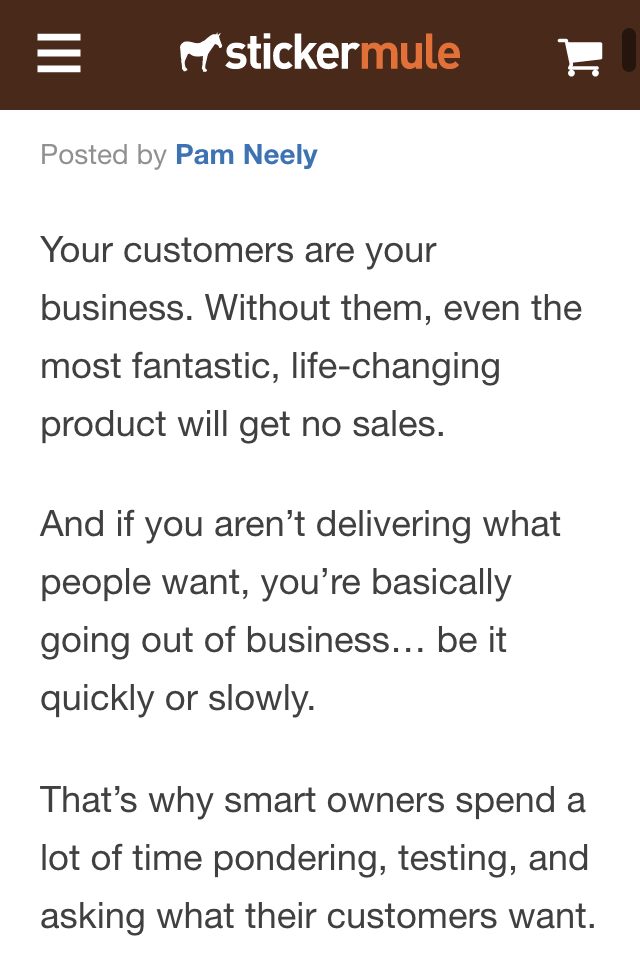 stickermule
Posted by Pam Neely
Your customers are your
business. Without them, even the
most fantastic, life-changing
product will get no sales.
And if you aren’t delivering what
people want, you’re basically
going out of business… be it
quickly or slowly.
That’s why smart owners spend a
lot of time pondering, testing, and
asking what their customers want.